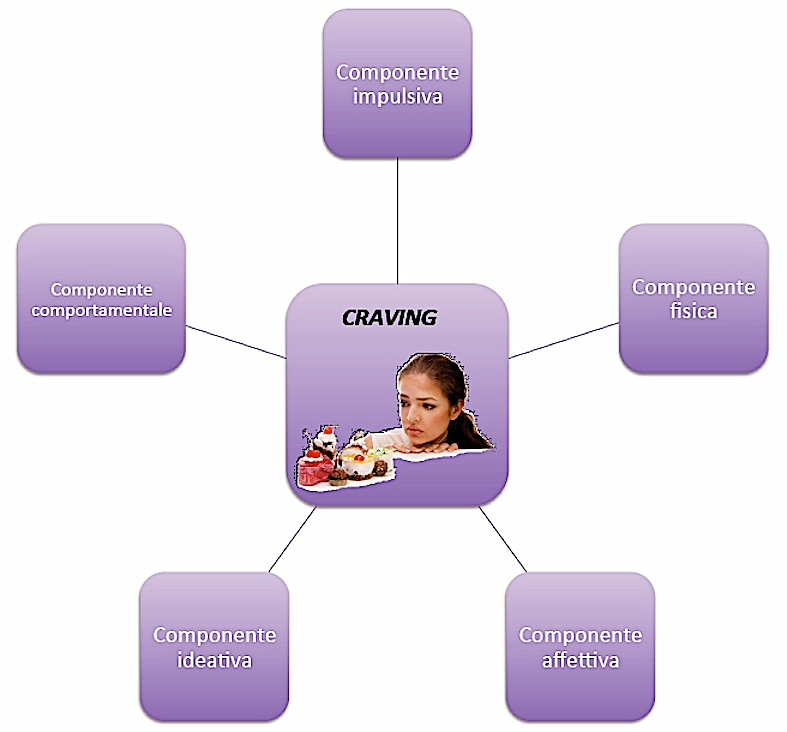 Componente
impulsiva
Componente
comportamentale
CRAVING
Componente
fisica
Componente
ideativa
Componente
affettiva